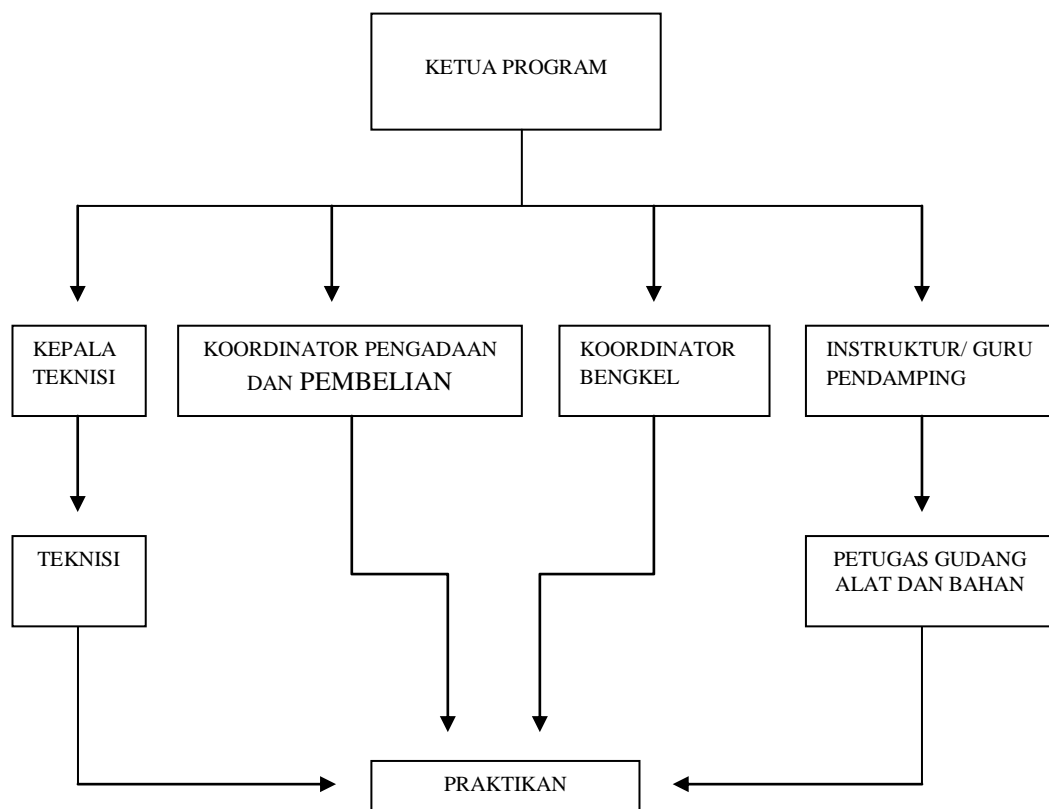 KETUA PROGRAM
KEPALA
TEKNISI
KOORDINATOR PENGADAAN
DAN PEMBELIAN
KOORDINATOR
BENGKEL
INSTRUKTUR/ GURU
PENDAMPING
TEKNISI
PETUGAS GUDANG
ALAT DAN BAHAN
PRAKTIKAN